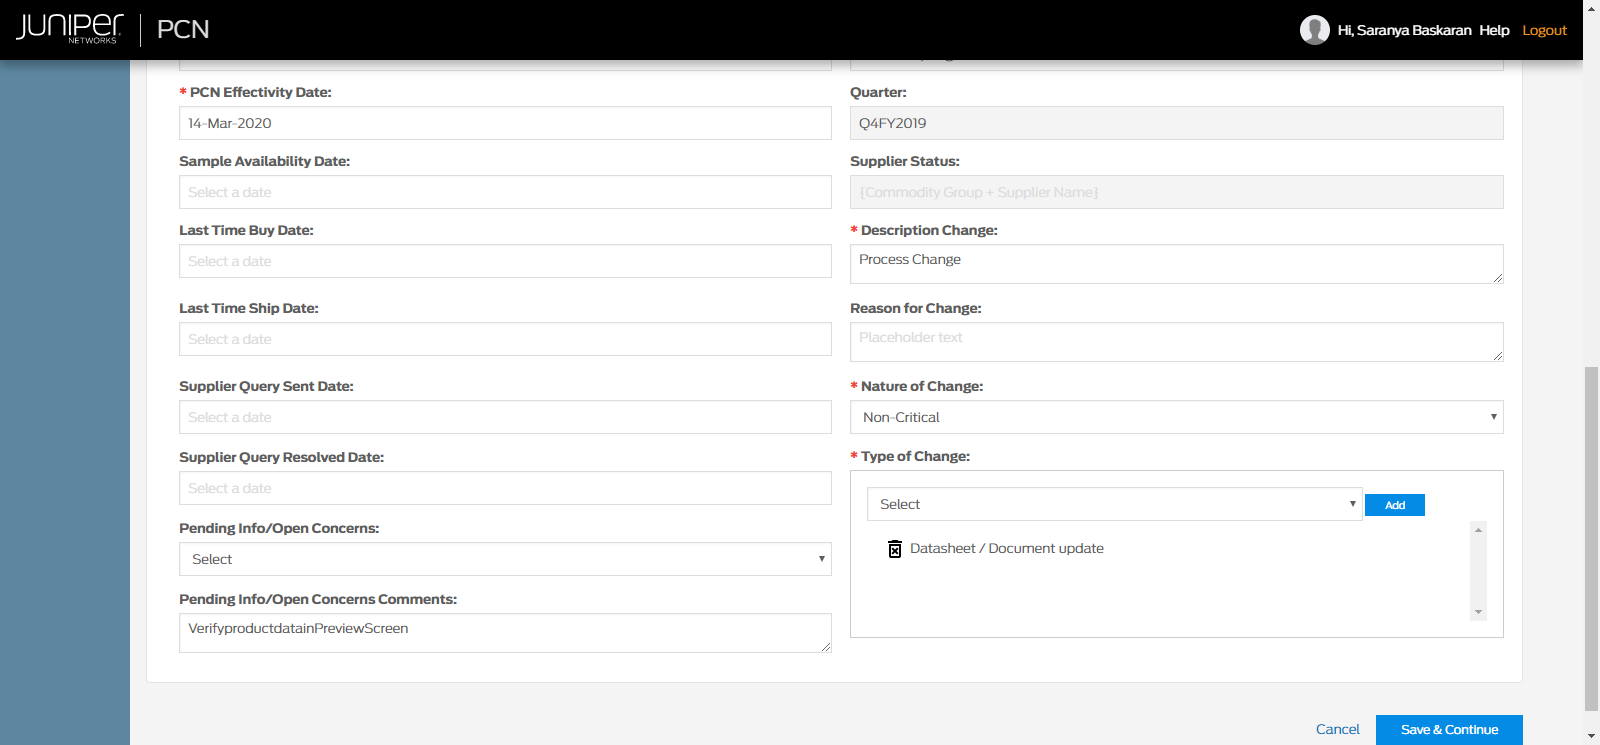 JUNIPER NETWORKS PCN
Hi, Saranya Baskaran Help Logout
* PCN Effectivity Date:
14-Mar-2020
Sample Availability Date:
Select a date
Last Time Buy Date:
Select a date
Last Time Ship Date:
Select a date
Supplier Query Sent Date:
Select a date
Supplier Query Resolved Date:
Select a date
Pending Info/Open Concerns:
Select
Pending Info/Open Concerns Comments:
VerifyproductdatainPreviewScreen
Quarter:
Q4FY2019
Supplier Status:
{Commodity Group + Supplier Name}
* Description Change:
Process Change
Reason for Change:
Placeholder text
* Nature of Change:
Non-Critical
* Type of Change:
Select Add
Datasheet / Document update
Cancel Save & Continue